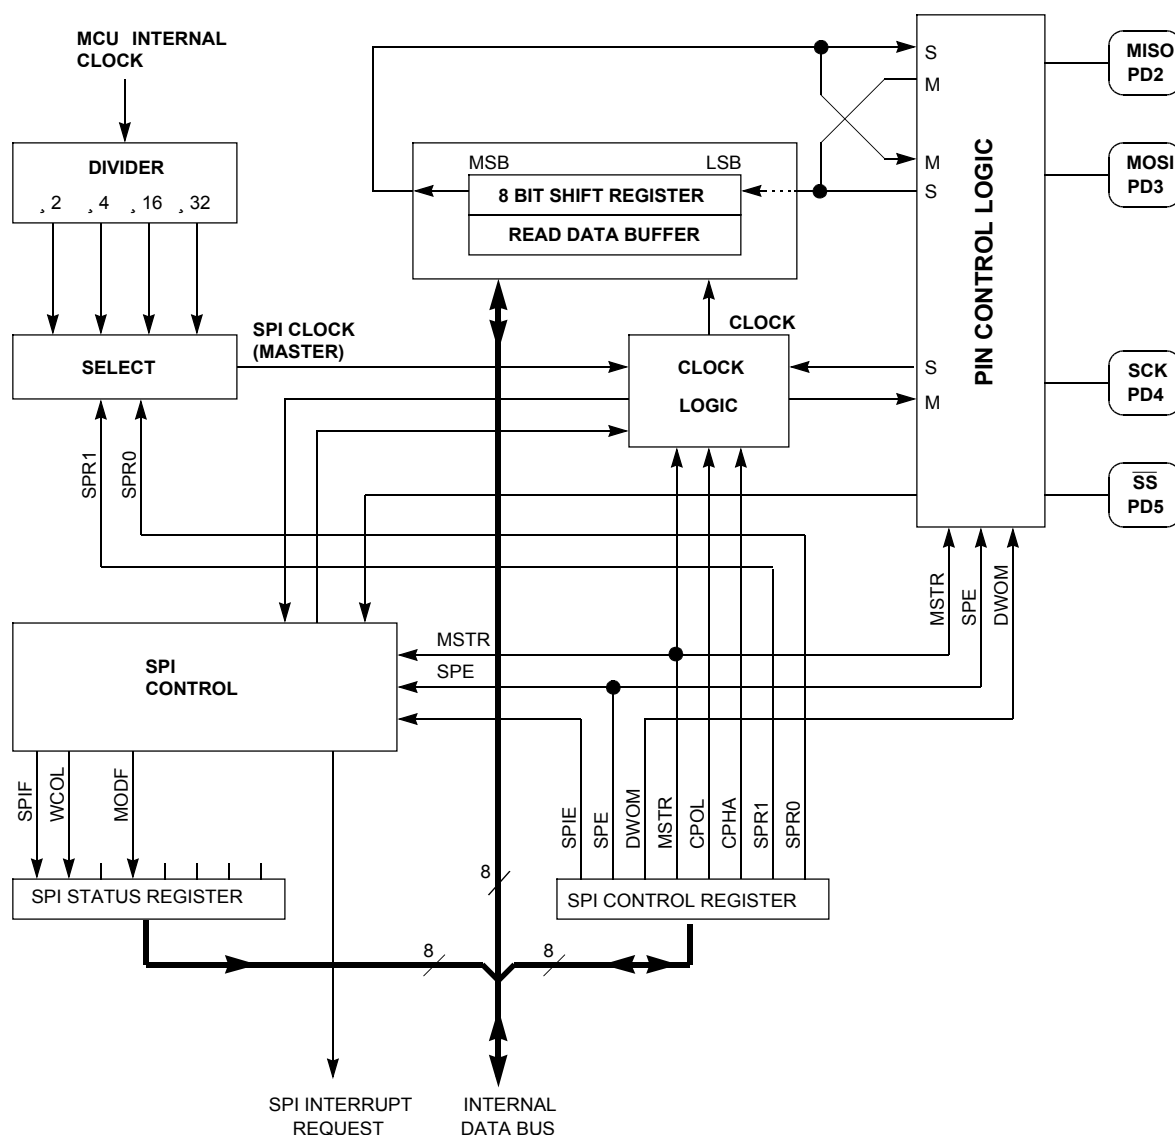 MCU INTERNAL
CLOCK
DIVIDER
¸ 2 ¸ 4 ¸ 16 ¸ 32
SELECT
SPI CLOCK
(MASTER)
SPR1
SPR0
MSB
LSB
8 BIT SHIFT REGISTER
READ DATA BUFFER
CLOCK
CLOCK
LOGIC
S
M
M
S
S
M
PIN CONTROL LOGIC
MISO
PD2
MOSI
PD3
SCK
PD4
SS
PD5
MSTR
SPE
DWOM
SPI
CONTROL
MSTR
SPE
SPIF
WCOL
MODF
SPI STATUS REGISTER
SPIE
SPE
DWOM
MSTR
CPOL
CPHA
SPR1
SPR0
SPI CONTROL REGISTER
8
8
8
SPI INTERRUPT
REQUEST
INTERNAL
DATA BUS